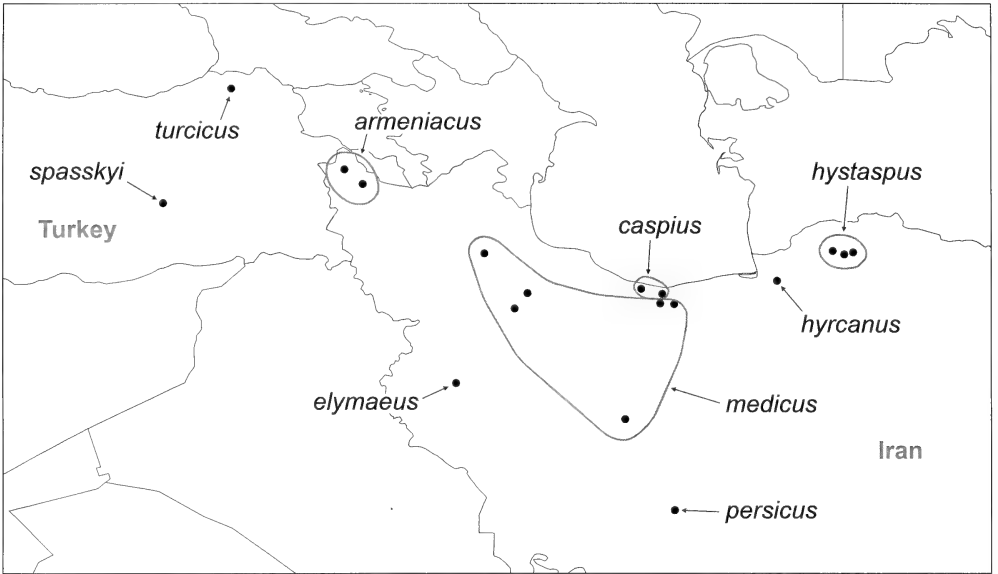 turcicus
armeniacus
spasskyi
hystaspus
Turkey
caspius
hyrcanus
elymaeus
medicus
Iran
persicus